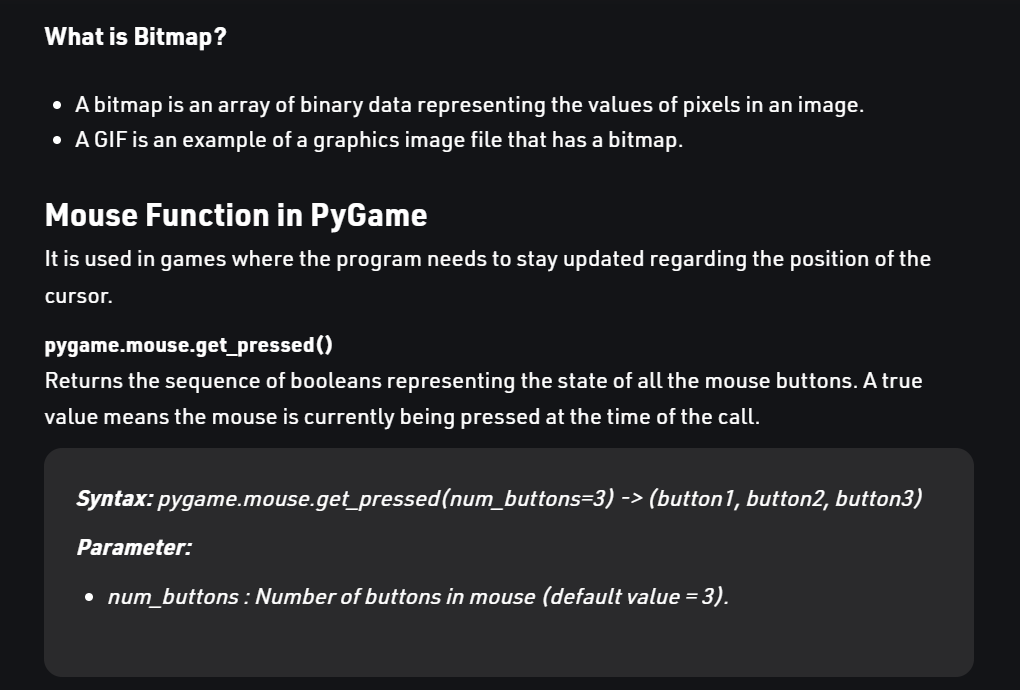 What is Bitmap?
• A bitmap is an array of binary data representing the values of pixels in an image.
• A GIF is an example of a graphics image file that has a bitmap.
Mouse Function in PyGame
It is used in games where the program needs to stay updated regarding the position of the
cursor.
pygame.mouse.get_pressed()
Returns the sequence of booleans representing the state of all the mouse buttons. A true
value means the mouse is currently being pressed at the time of the call.
Syntax: pygame.mouse.get_pressed(num_buttons=3) -> (button1, button2, button3)
Parameter:
• num_buttons : Number of buttons in mouse (default value = 3).